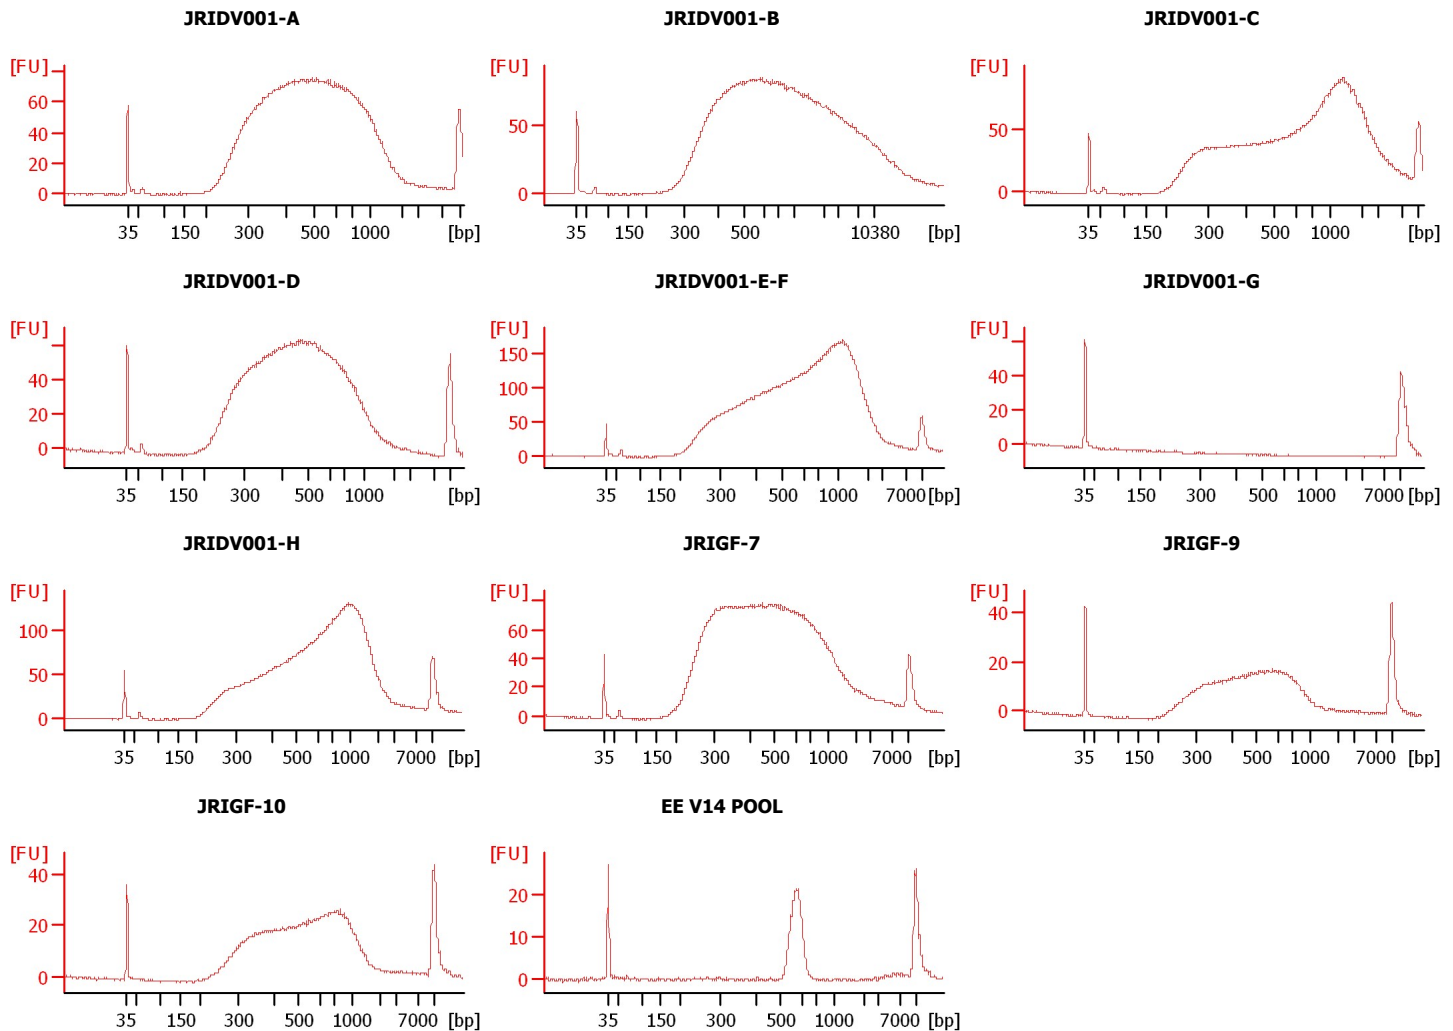 JRIDV001-A JRIDV001-B JRIDV001-C
[FU] [FU] [FU]
60
40
20
0
50
0
50
0
35 150 300 500 1000 [bp] 35 150 300 500 10380 [bp] 35 150 300 500 1000 [bp]
JRIDV001-D JRIDV001-E-F JRIDV001-G
[FU] [FU] [FU]
40
20
0
150
100
50
0
40
20
0
35 150 300 500 1000 [bp] 35 150 300 500 1000 7000 [bp] 35 150 300 500 1000 7000 [bp]
JRIDV001-H JRIGF-7 JRIGF-9
[FU] [FU] [FU]
100
50
0
60
40
20
0
40
20
0
35 150 300 500 1000 7000 [bp] 35 150 300 500 1000 7000 [bp] 35 150 300 500 1000 7000 [bp]
JRIGF-10 EE V14 POOL
[FU] [FU]
40
20
0
20
10
0
35 150 300 500 1000 7000 [bp] 35 150 300 500 1000 7000 [bp]